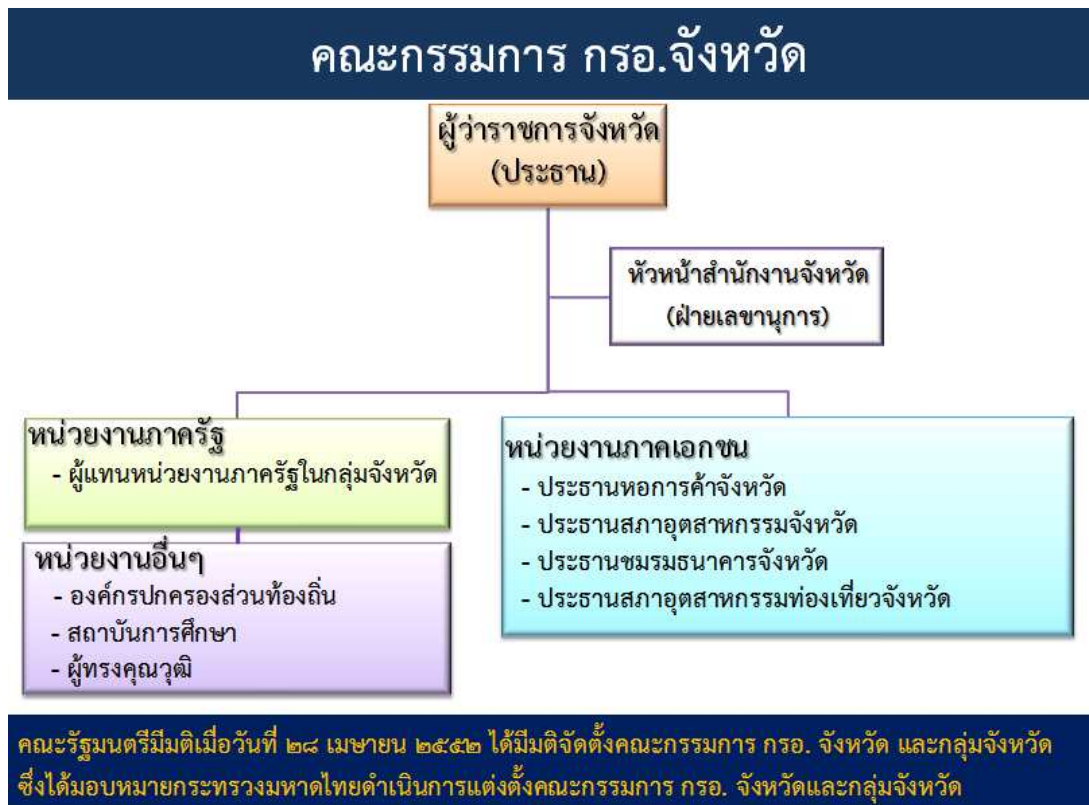 คณะกรรมการ กรอ.จังหวัด
ผู้ว่าราชการจังหวัด
(ประธาน)
หัวหน้าสำนักงานจังหวัด
(ฝ่ายเลขานุการ)
หน่วยงานภาครัฐ
- ผู้แทนหน่วยงานภาครัฐในกลุ่มจังหวัด
หน่วยงานอื่นๆ
- องค์กรปกครองส่วนท้องถิ่น
- สถาบันการศึกษา
- ผู้ทรงคุณวุฒิ
หน่วยงานภาคเอกชน
- ประธานหอการค้าจังหวัด
- ประธานสภาอุตสาหกรรมจังหวัด
- ประธานชมรมธนาคารจังหวัด
- ประธานสภาอุตสาหกรรมท่องเที่ยวจังหวัด
คณะรัฐมนตรีมีมติเมื่อวันที่ ๒๘ เมษายน ๒๕๕๒ ได้มีมติจัดตั้งคณะกรรมการ กรอ. จังหวัด และกลุ่มจังหวัด
ซึ่งได้มอบหมายกระทรวงมหาดไทยดำเนินการแต่งตั้งคณะกรรมการ กรอ. จังหวัดและกลุ่มจังหวัด